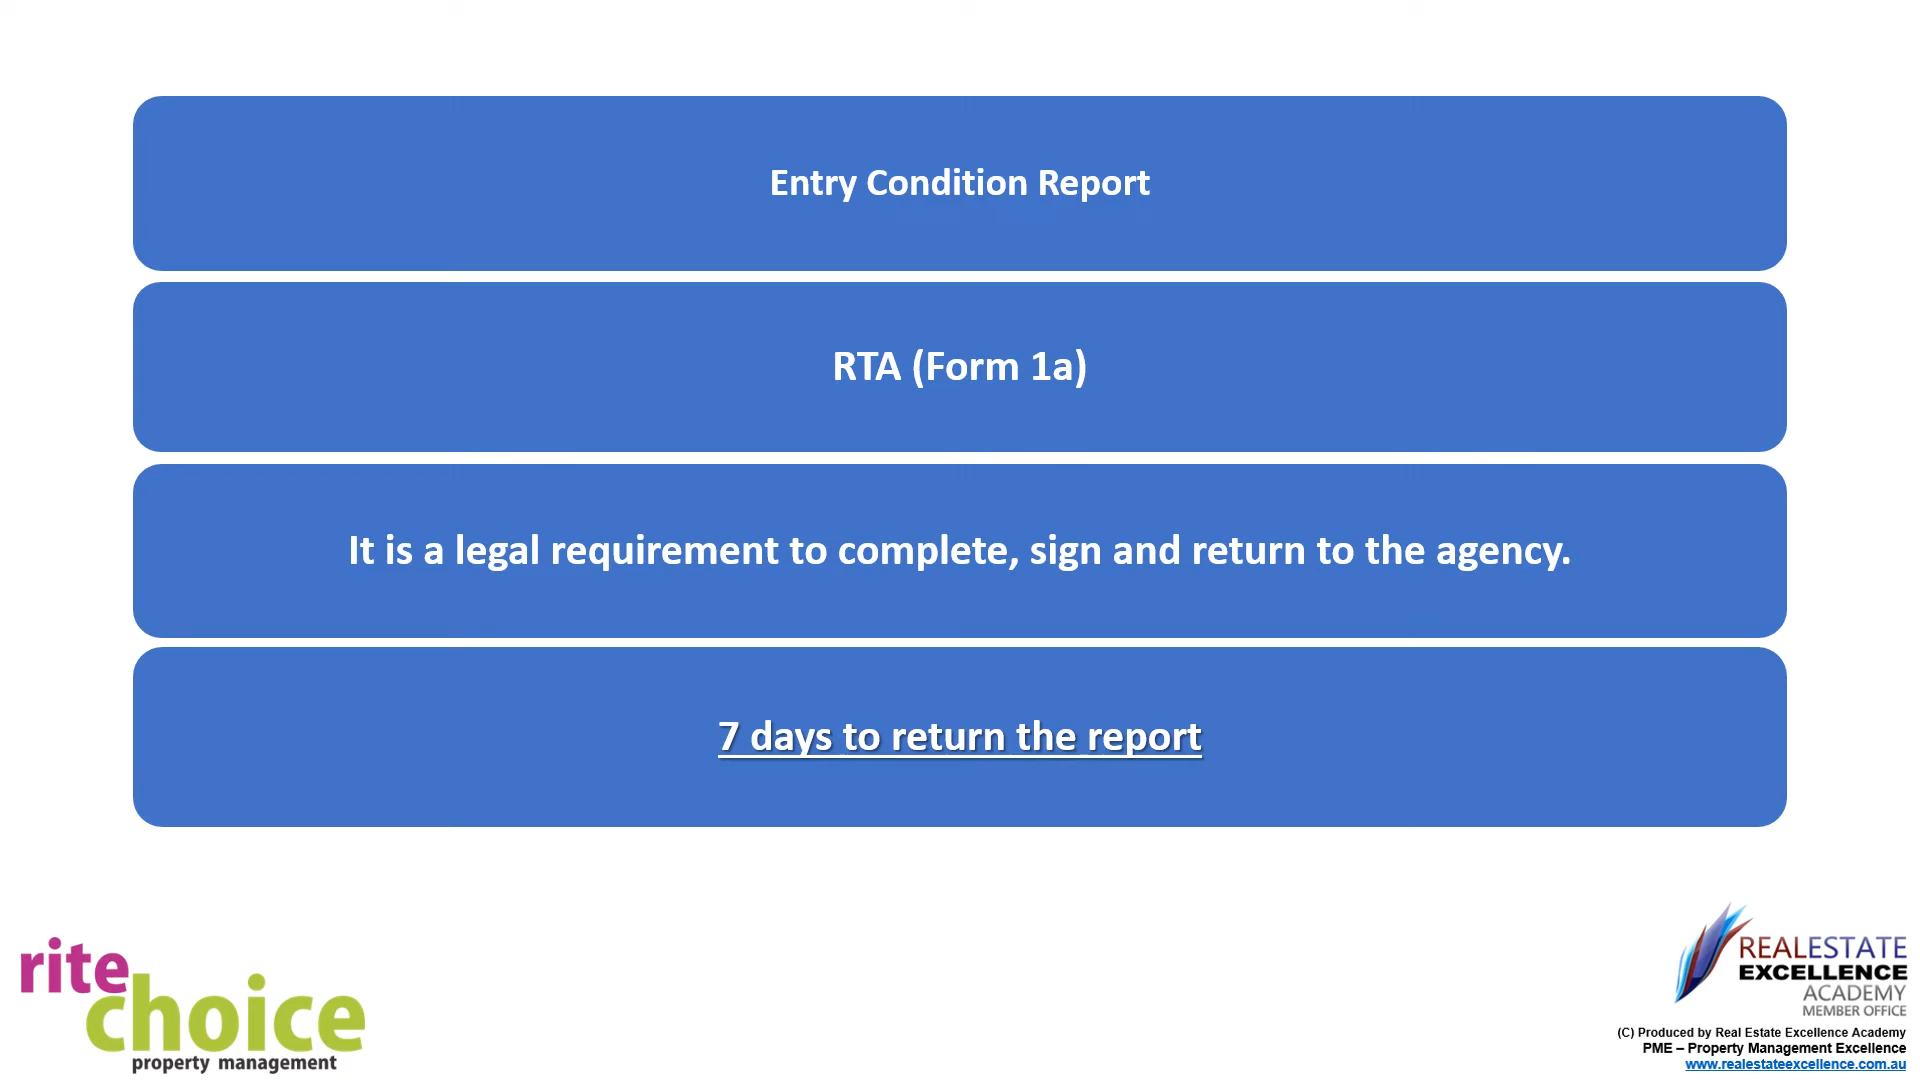 Entry Condition Report
RTA (Form 1a)
It is a legal requirement to complete, sign and return to the agency.
7 days to return the report
rite
choice
property management
REALESTATE
EXCELLENCE
ACADEMY
MEMBER OFFICE
(C) Produced by Real Estate Excellence Academy
PME – Property Management Excellence
www.realestateexcellence.com.au